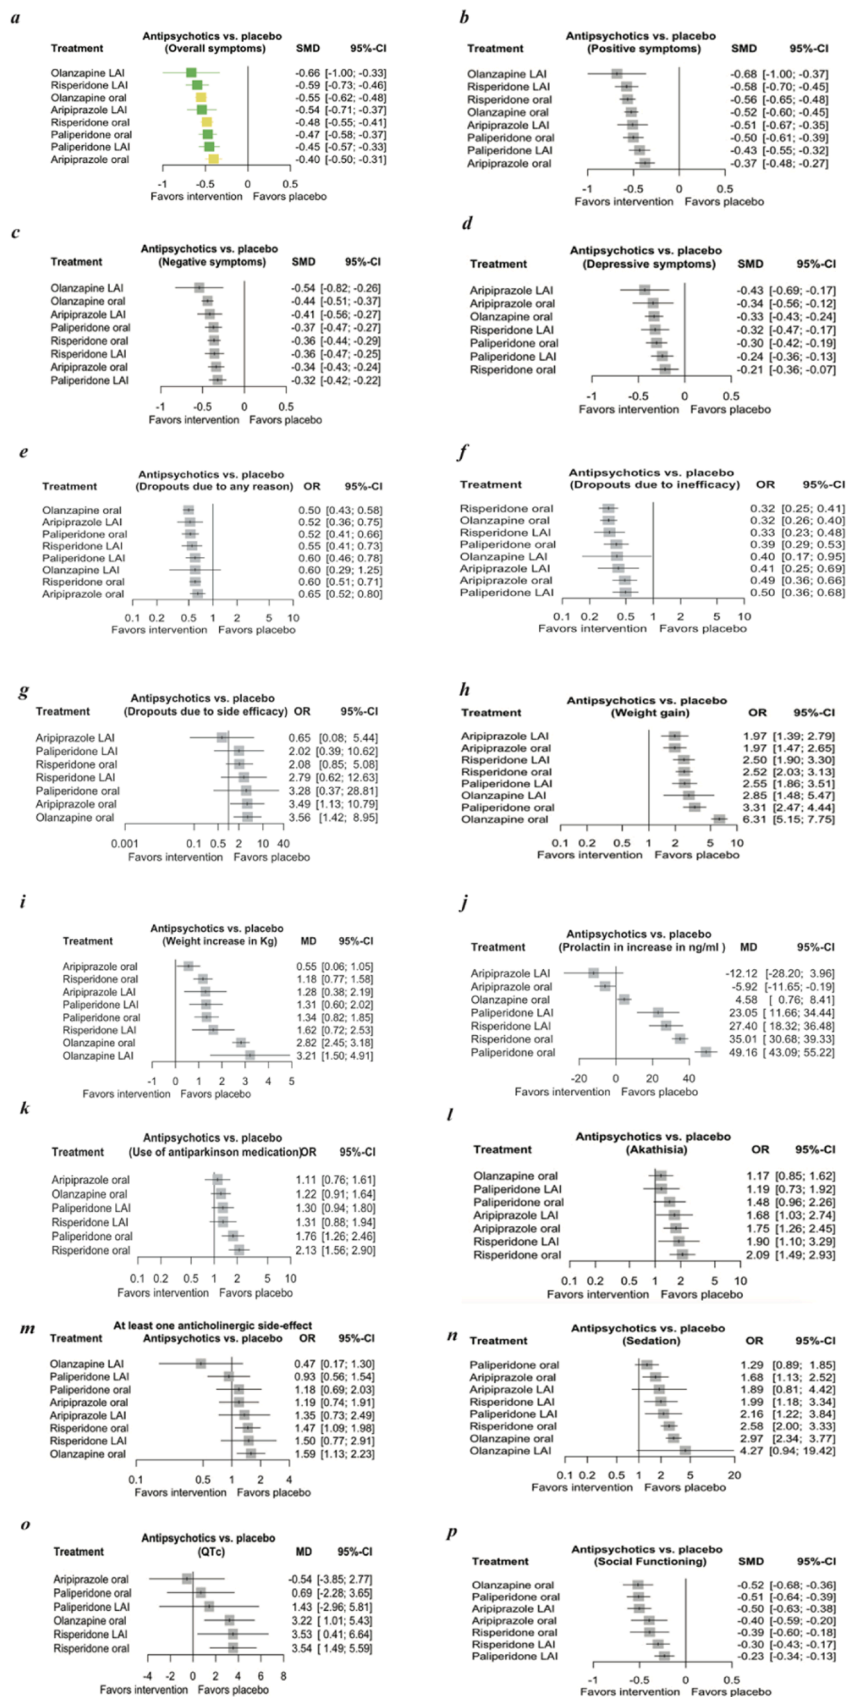 a
Antipsychotics vs. placebo
Treatment (Overall symptoms) SMD 95%-CI
Olanzapine LAI -0.66 [-1.00; -0.33]
Risperidone LAI -0.59 [-0.73; -0.46]
Olanzapine oral -0.55 [-0.62; -0.48]
Aripiprazole LAI -0.54 [-0.71; -0.37]
Risperidone oral -0.48 [-0.55; -0.41]
Paliperidone oral -0.47 [-0.58; -0.37]
Paliperidone LAI -0.45 [-0.57; -0.33]
Aripiprazole oral -0.40 [-0.50; -0.31]
-1 -0.5 0 0.5
Favors intervention Favors placebo
b
Antipsychotics vs. placebo
Treatment (Positive symptoms) SMD 95%-CI
Olanzapine LAI -0.68 [-1.00; -0.37]
Risperidone LAI -0.58 [-0.70; -0.45]
Risperidone oral -0.56 [-0.65; -0.48]
Olanzapine oral -0.52 [-0.60; -0.45]
Aripiprazole LAI -0.51 [-0.67; -0.35]
Paliperidone oral -0.50 [-0.61; -0.39]
Paliperidone LAI -0.43 [-0.55; -0.32]
Aripiprazole oral -0.37 [-0.48; -0.27]
-1 -0.5 0 0.5
Favors intervention Favors placebo
c
Antipsychotics vs. placebo
Treatment (Negative symptoms) SMD 95%-CI
Olanzapine LAI -0.54 [-0.82; -0.26]
Olanzapine oral -0.44 [-0.51; -0.37]
Aripiprazole LAI -0.41 [-0.56; -0.27]
Paliperidone oral -0.37 [-0.47; -0.27]
Risperidone oral -0.36 [-0.44; -0.29]
Risperidone LAI -0.36 [-0.47; -0.25]
Aripiprazole oral -0.34 [-0.43; -0.24]
Paliperidone LAI -0.32 [-0.42; -0.22]
-1 -0.5 0 0.5
Favors intervention Favors placebo
d
Antipsychotics vs. placebo
Treatment (Depressive symptoms) SMD 95%-CI
Aripiprazole LAI -0.43 [-0.69; -0.17]
Aripiprazole oral -0.34 [-0.56; -0.12]
Olanzapine oral -0.33 [-0.43; -0.24]
Risperidone LAI -0.32 [-0.47; -0.17]
Paliperidone oral -0.30 [-0.42; -0.19]
Paliperidone LAI -0.24 [-0.36; -0.13]
Risperidone oral -0.21 [-0.36; -0.07]
-1 -0.5 0 0.5
Favors intervention Favors placebo
e
Antipsychotics vs. placebo
Treatment (Dropouts due to any reason) OR 95%-CI
Olanzapine oral 0.50 [0.43; 0.58]
Aripiprazole LAI 0.52 [0.36; 0.75]
Paliperidone oral 0.52 [0.41; 0.66]
Risperidone LAI 0.55 [0.41; 0.73]
Paliperidone LAI 0.60 [0.46; 0.78]
Olanzapine LAI 0.60 [0.29; 1.25]
Risperidone oral 0.60 [0.51; 0.71]
Aripiprazole oral 0.65 [0.52; 0.80]
0.1 0.2 0.5 1 2 5 10
Favors intervention Favors placebo
f
Antipsychotics vs. placebo
Treatment (Dropouts due to inefficacy) OR 95%-CI
Risperidone oral 0.32 [0.25; 0.41]
Olanzapine oral 0.32 [0.26; 0.40]
Risperidone LAI 0.33 [0.23; 0.48]
Paliperidone oral 0.39 [0.29; 0.53]
Olanzapine LAI 0.40 [0.17; 0.95]
Aripiprazole LAI 0.41 [0.25; 0.69]
Aripiprazole oral 0.49 [0.36; 0.66]
Paliperidone LAI 0.50 [0.36; 0.68]
0.1 0.2 0.5 1 2 5 10
Favors intervention Favors placebo
g
Antipsychotics vs. placebo
Treatment (Dropouts due to side efficacy) OR 95%-CI
Aripiprazole LAI 0.65 [0.08; 5.44]
Paliperidone LAI 2.02 [0.39; 10.62]
Risperidone oral 2.08 [0.85; 5.08]
Risperidone LAI 2.79 [0.62; 12.63]
Paliperidone oral 3.28 [0.37; 28.81]
Aripiprazole oral 3.49 [1.13; 10.79]
Olanzapine oral 3.56 [1.42; 8.95]
0.001 0.1 0.5 2 10 40
Favors intervention Favors placebo
h
Antipsychotics vs. placebo
Treatment (Weight gain) OR 95%-CI
Aripiprazole LAI 1.97 [1.39; 2.79]
Aripiprazole oral 1.97 [1.47; 2.65]
Risperidone LAI 2.50 [1.90; 3.30]
Risperidone oral 2.52 [2.03; 3.13]
Paliperidone LAI 2.55 [1.86; 3.51]
Olanzapine LAI 2.85 [1.48; 5.47]
Paliperidone oral 3.31 [2.47; 4.44]
Olanzapine oral 6.31 [5.15; 7.75]
0.1 0.2 0.5 1 2 5 10
Favors intervention Favors placebo
i
Antipsychotics vs. placebo
Treatment (Weight increase in Kg) MD 95%-CI
Aripiprazole oral 0.55 [0.06; 1.05]
Risperidone oral 1.18 [0.77; 1.58]
Aripiprazole LAI 1.28 [0.38; 2.19]
Paliperidone LAI 1.31 [0.60; 2.02]
Paliperidone oral 1.34 [0.82; 1.85]
Risperidone LAI 1.62 [0.72; 2.53]
Olanzapine oral 2.82 [2.45; 3.18]
Olanzapine LAI 3.21 [1.50; 4.91]
-1 0 1 2 3 4 5
Favors intervention Favors placebo
j
Antipsychotics vs. placebo
Treatment (Prolactin in increase in ng/ml ) MD 95%-CI
Aripiprazole LAI -12.12 [-28.20; 3.96]
Aripiprazole oral -5.92 [-11.65; -0.19]
Olanzapine oral 4.58 [ 0.76; 8.41]
Paliperidone LAI 23.05 [ 11.66; 34.44]
Risperidone LAI 27.40 [ 18.32; 36.48]
Risperidone oral 35.01 [ 30.68; 39.33]
Paliperidone oral 49.16 [ 43.09; 55.22]
-20 0 20 40
Favors intervention Favors placebo
k
Antipsychotics vs. placebo
Treatment (Use of antiparkinson medication) OR 95%-CI
Aripiprazole oral 1.11 [0.76; 1.61]
Olanzapine oral 1.22 [0.91; 1.64]
Paliperidone LAI 1.30 [0.94; 1.80]
Risperidone LAI 1.31 [0.88; 1.94]
Paliperidone oral 1.76 [1.26; 2.46]
Risperidone oral 2.13 [1.56; 2.90]
0.1 0.2 0.5 1 2 5 10
Favors intervention Favors placebo
l
Antipsychotics vs. placebo
Treatment (Akathisia) OR 95%-CI
Olanzapine oral 1.17 [0.85; 1.62]
Paliperidone LAI 1.19 [0.73; 1.92]
Paliperidone oral 1.48 [0.96; 2.26]
Aripiprazole LAI 1.68 [1.03; 2.74]
Aripiprazole oral 1.75 [1.26; 2.45]
Risperidone LAI 1.90 [1.10; 3.29]
Risperidone oral 2.09 [1.49; 2.93]
0.1 0.2 0.5 1 2 5 10
Favors intervention Favors placebo
m
At least one anticholinergic side-effect
Treatment Antipsychotics vs. placebo OR 95%-CI
Olanzapine LAI 0.47 [0.17; 1.30]
Paliperidone LAI 0.93 [0.56; 1.54]
Paliperidone oral 1.18 [0.69; 2.03]
Aripiprazole oral 1.19 [0.74; 1.91]
Aripiprazole LAI 1.35 [0.73; 2.49]
Risperidone oral 1.47 [1.09; 1.98]
Risperidone LAI 1.50 [0.77; 2.91]
Olanzapine oral 1.59 [1.13; 2.23]
0.1 0.5 1 2 4
Favors intervention Favors placebo
n
Antipsychotics vs. placebo
Treatment (Sedation) OR 95%-CI
Paliperidone oral 1.29 [0.89; 1.85]
Aripiprazole oral 1.68 [1.13; 2.52]
Aripiprazole LAI 1.89 [0.81; 4.42]
Risperidone LAI 1.99 [1.18; 3.34]
Paliperidone LAI 2.16 [1.22; 3.84]
Risperidone oral 2.58 [2.00; 3.33]
Olanzapine oral 2.97 [2.34; 3.77]
Olanzapine LAI 4.27 [0.94; 19.42]
0.1 0.2 0.5 1 2 5 20
Favors intervention Favors placebo
o
Antipsychotics vs. placebo
Treatment (QTc) MD 95%-CI
Aripiprazole oral -0.54 [-3.85; 2.77]
Paliperidone oral 0.69 [-2.28; 3.65]
Paliperidone LAI 1.43 [-2.96; 5.81]
Olanzapine oral 3.22 [ 1.01; 5.43]
Risperidone LAI 3.53 [ 0.41; 6.64]
Risperidone oral 3.54 [ 1.49; 5.59]
-4 -2 0 2 4 6 8
Favors intervention Favors placebo
p
Antipsychotics vs. placebo
Treatment (Social Functioning) SMD 95%-CI
Olanzapine oral -0.52 [-0.68; -0.36]
Paliperidone oral -0.51 [-0.64; -0.39]
Aripiprazole LAI -0.50 [-0.63; -0.38]
Aripiprazole oral -0.40 [-0.59; -0.20]
Risperidone oral -0.39 [-0.60; -0.18]
Risperidone LAI -0.30 [-0.43; -0.17]
Paliperidone LAI -0.23 [-0.34; -0.13]
-1 -0.5 0 0.5
Favors intervention Favors placebo